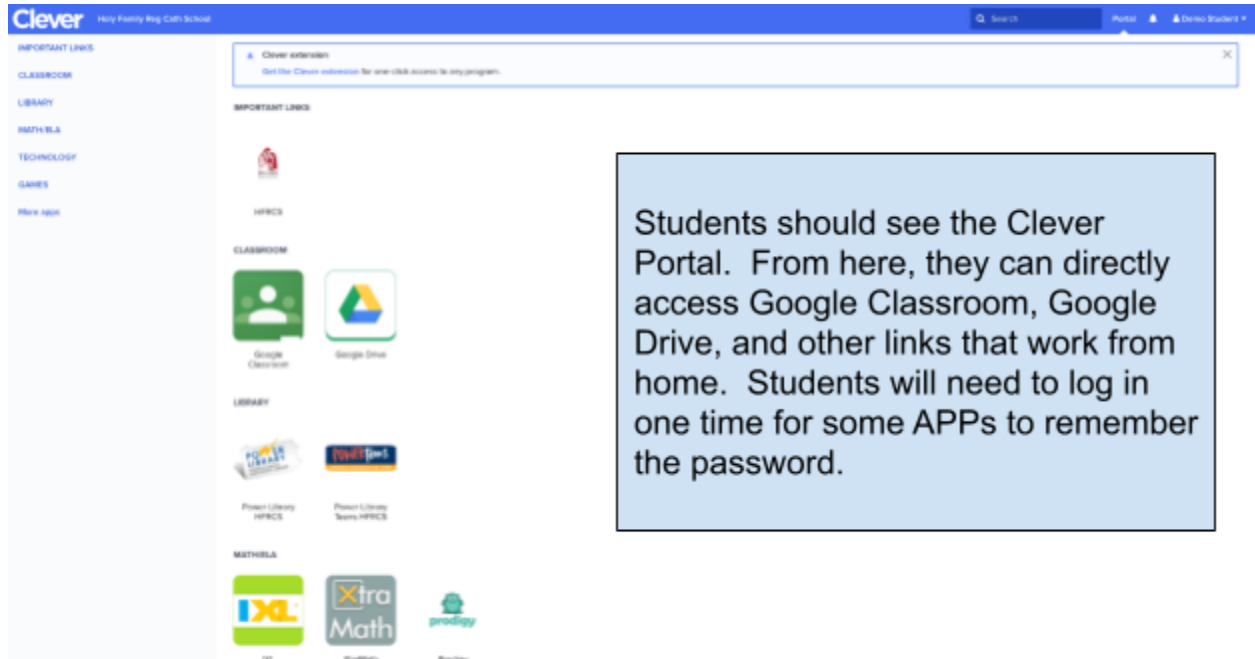 Clever Holy Family Reg Cath School Search Portal Demo Student
IMPORTANT LINKS
CLASSROOM
LIBRARY
MATH/ELA
TECHNOLOGY
GAMES
More apps
Clever extension
Get the Clever extension for one-click access to any program.
IMPORTANT LINKS
HFRCS
CLASSROOM
Google
Classroom
Google Drive
LIBRARY
POWER
LIBRARY
POWER Teens
Power Library
HFRCS
Power Library
Teens HFRCS
MATH/ELA
IXL
Xtra
Math
prodigy
Students should see the Clever
Portal. From here, they can directly
access Google Classroom, Google
Drive, and other links that work from
home. Students will need to log in
one time for some APPs to remember
the password.